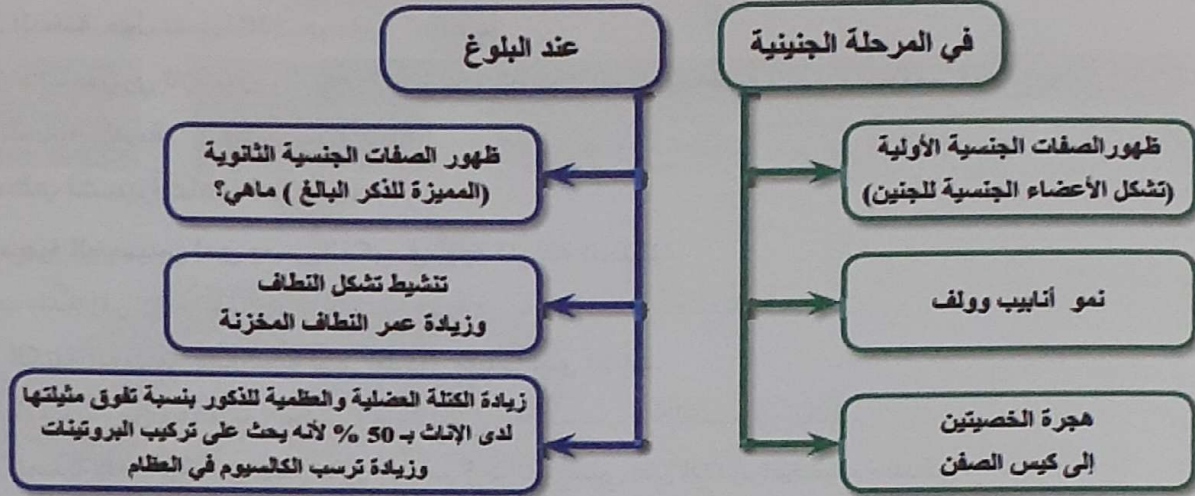 في المرحلة الجنينية
ظهور الصفات الجنسية الأولية
(تشكل الأعضاء الجنسية للجنين)
نمو أنابيب وولف
هجرة الخصيتين
إلى كيس الصفن
عند البلوغ
ظهور الصفات الجنسية الثانوية
(المميزة للذكر البالغ ) ماهي؟
تنشيط تشكل النطاف
وزيادة عمر النطاف المخزنة
زيادة الكتلة العضلية والعظمية للذكور بنسبة تفوق مثيلتها
لدى الإناث بـ 50 % لأنه يحث على تركيب البروتينات
وزيادة ترسب الكالسيوم في العظام